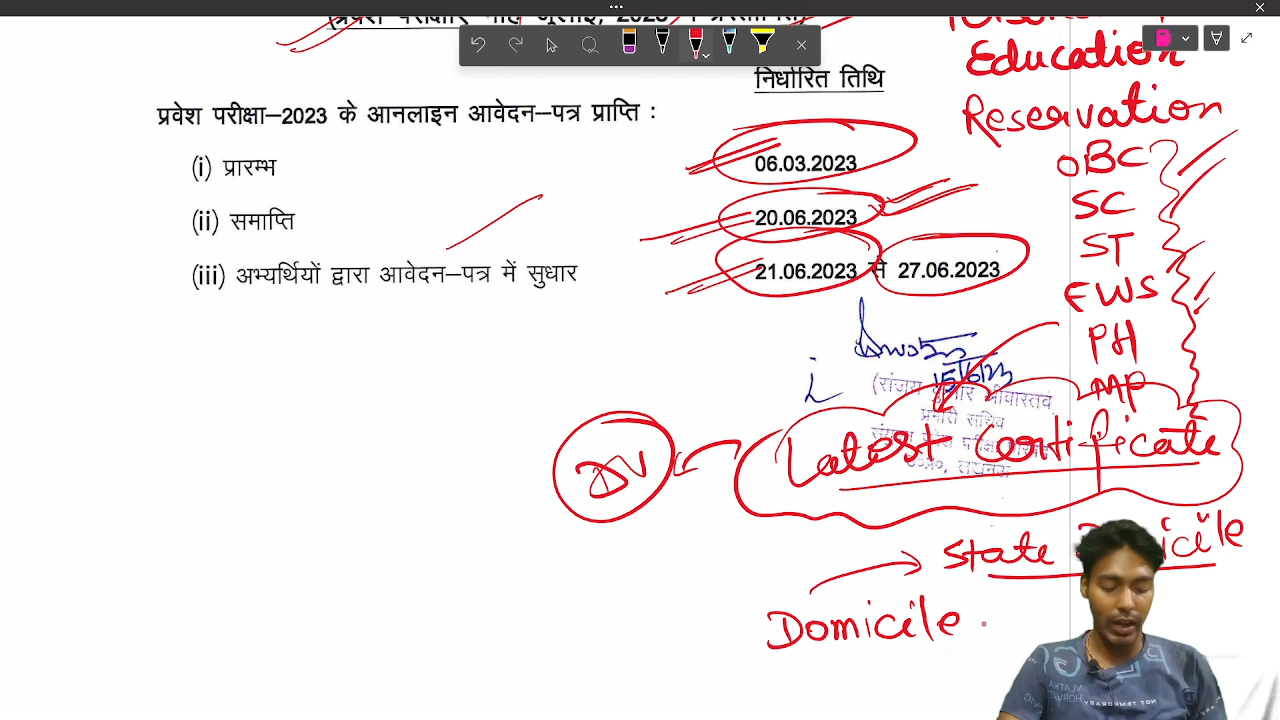 निर्धारित तिथि
प्रवेश परीक्षा–2023 के आनलाइन आवेदन–पत्र प्राप्ति :
(i) प्रारम्भ 06.03.2023
(ii) समाप्ति 20.06.2023
(iii) अभ्यर्थियों द्वारा आवेदन–पत्र में सुधार 21.06.2023 से 27.06.2023
Education
Reservation
OBC
SC
ST
EWS
PH
MP
Latest Certificate
DV
State
Domicile